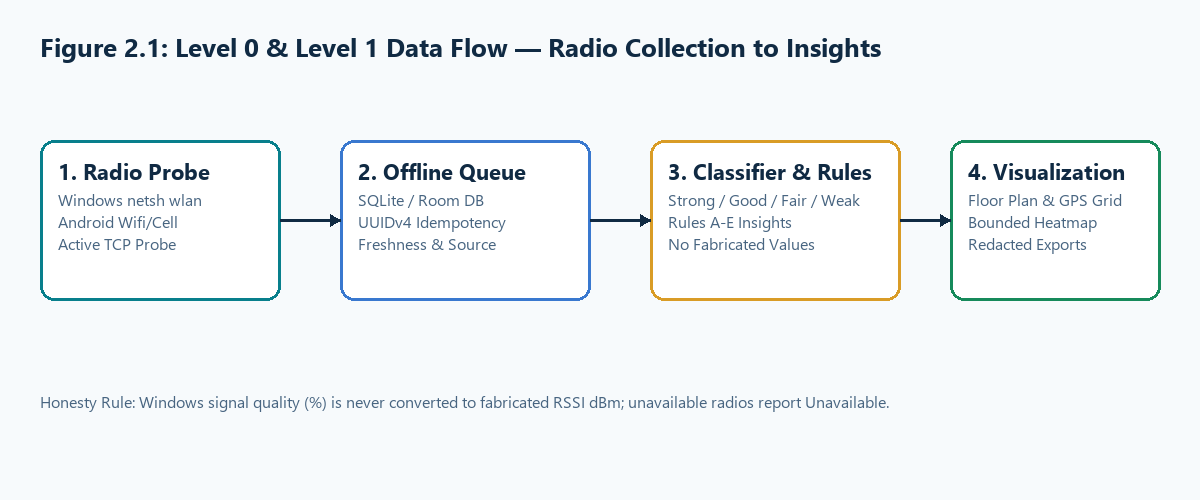 Figure 2.1: Level 0 & Level 1 Data Flow — Radio Collection to Insights
1. Radio Probe
Windows netsh wlan
Android Wifi/Cell
Active TCP Probe
2. Offline Queue
SQLite / Room DB
UUIDv4 Idempotency
Freshness & Source
3. Classifier & Rules
Strong / Good / Fair / Weak
Rules A-E Insights
No Fabricated Values
4. Visualization
Floor Plan & GPS Grid
Bounded Heatmap
Redacted Exports
Honesty Rule: Windows signal quality (%) is never converted to fabricated RSSI dBm; unavailable radios report Unavailable.